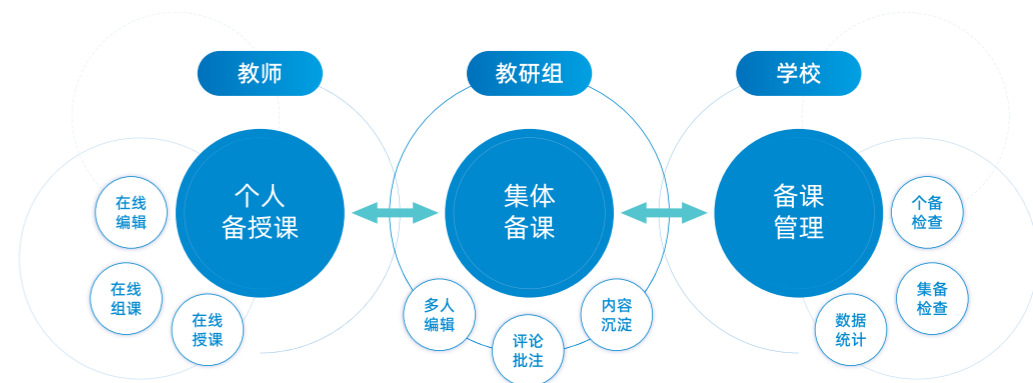 教师
教研组
学校
个人
备授课
集体
备课
备课
管理
在线
编辑
在线
组课
在线
授课
多人
编辑
评论
批注
内容
沉淀
个备
检查
集备
检查
数据
统计